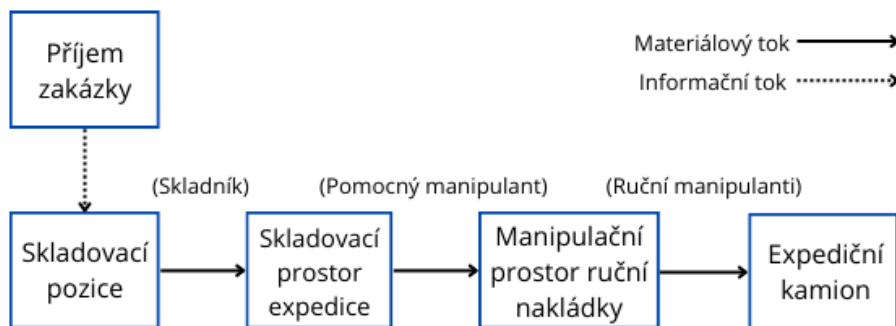 Příjem
zakázky
Materiálový tok
Informační tok
(Skladník)
(Pomocný manipulant)
(Ruční manipulanti)
Skladovací
pozice
Skladovací
prostor
expedice
Manipulační
prostor ruční
nakládky
Expediční
kamion